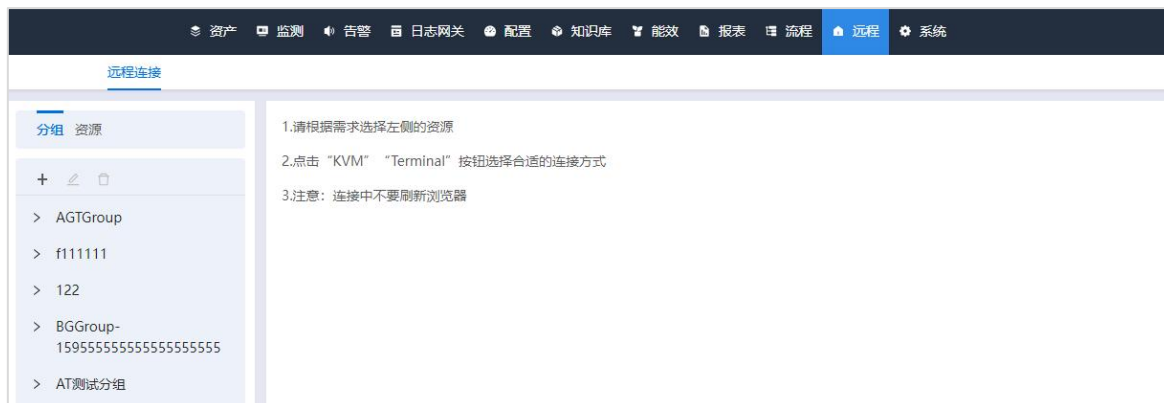 资产 监测 告警 日志网关 配置 知识库 能效 报表 流程 远程 系统
远程连接
分组 资源
AGTGroup
f111111
122
BGGroup-
159555555555555555555
AT测试分组
1.请根据需求选择左侧的资源
2.点击“KVM” “Terminal”按钮选择合适的连接方式
3.注意：连接中不要刷新浏览器